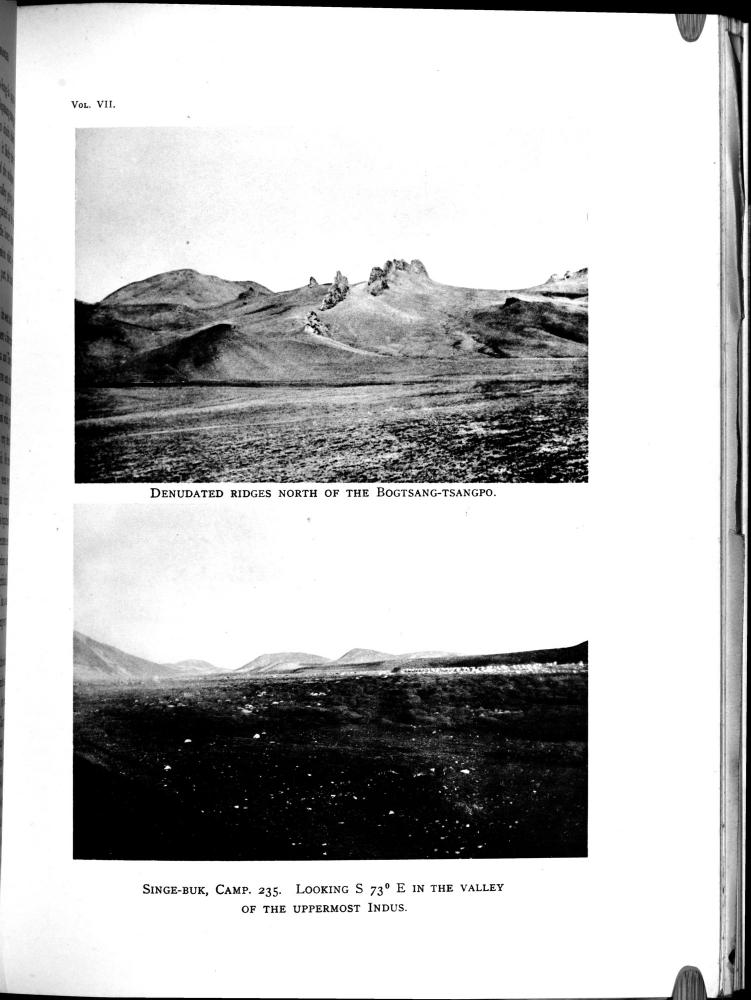 Vol. VII.
Denudated ridges north of the Bogtsang-tsangpo.
Singe-buk, Camp. 235. Looking S 73⁰ E in the valley
of the uppermost Indus.